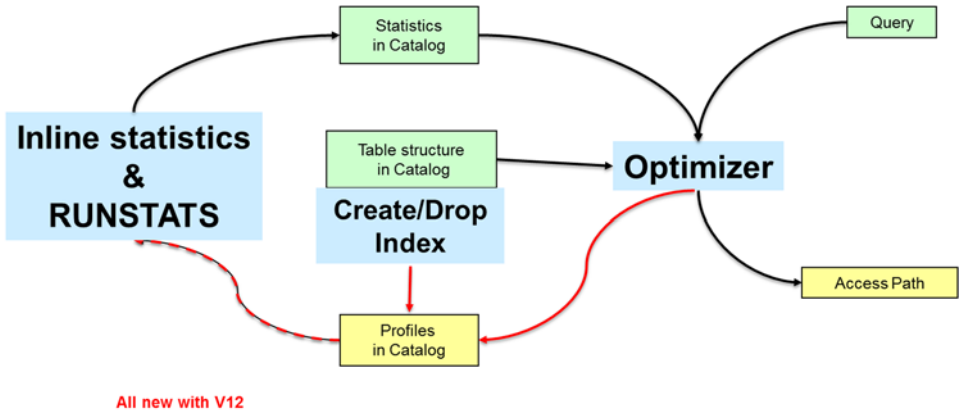 Statistics
in Catalog
Query
Inline statistics
&
RUNSTATS
Table structure
in Catalog
Optimizer
Create/Drop
Index
Access Path
Profiles
in Catalog
All new with V12